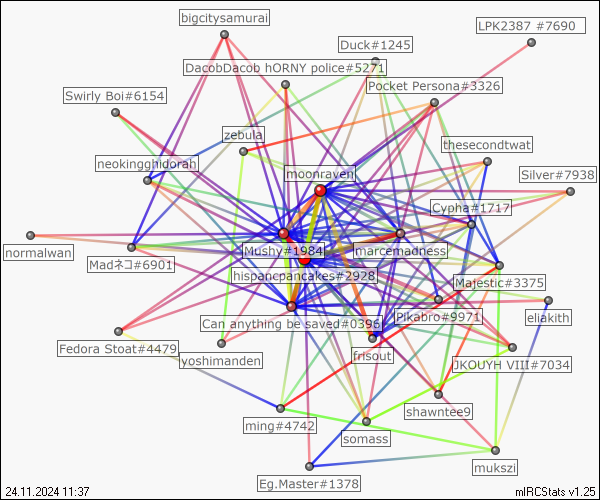 bigcitysamurai
LPK2387 #7690
Duck#1245
DacobDacob hORNY police#5271
Pocket Persona#3326
Swirly Boi#6154
zebula
thesecondtwat
neokingghidorah
moonraven
Silver#7938
Cypha#1717
normalwan
Mushy#1984
marcemadness
Madネコ#6901
hispanepancakes#2928
Majestic#3375
Can anything be saved#0396
Pikabro#9971
eliakith
Fedora Stoat#4479
yoshimanden
frisout
JKOUYH VIII#7034
shawntee9
ming#4742
somass
mukszi
Eg.Master#1378
24.11.2024 11:37
mIRCStats v1.25